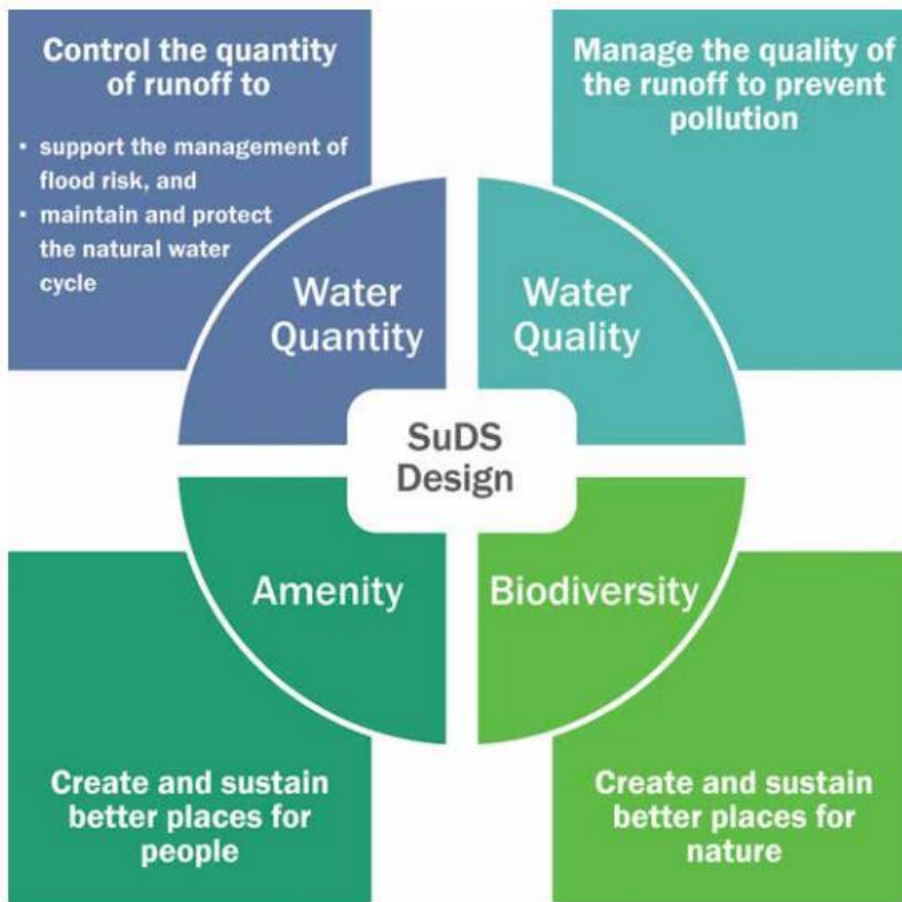 Control the quantity
of runoff to
• support the management of
flood risk, and
• maintain and protect
the natural water
cycle
Manage the quality of
the runoff to prevent
pollution
Water
Quantity
Water
Quality
SuDS
Design
Amenity
Biodiversity
Create and sustain
better places for
people
Create and sustain
better places for
nature